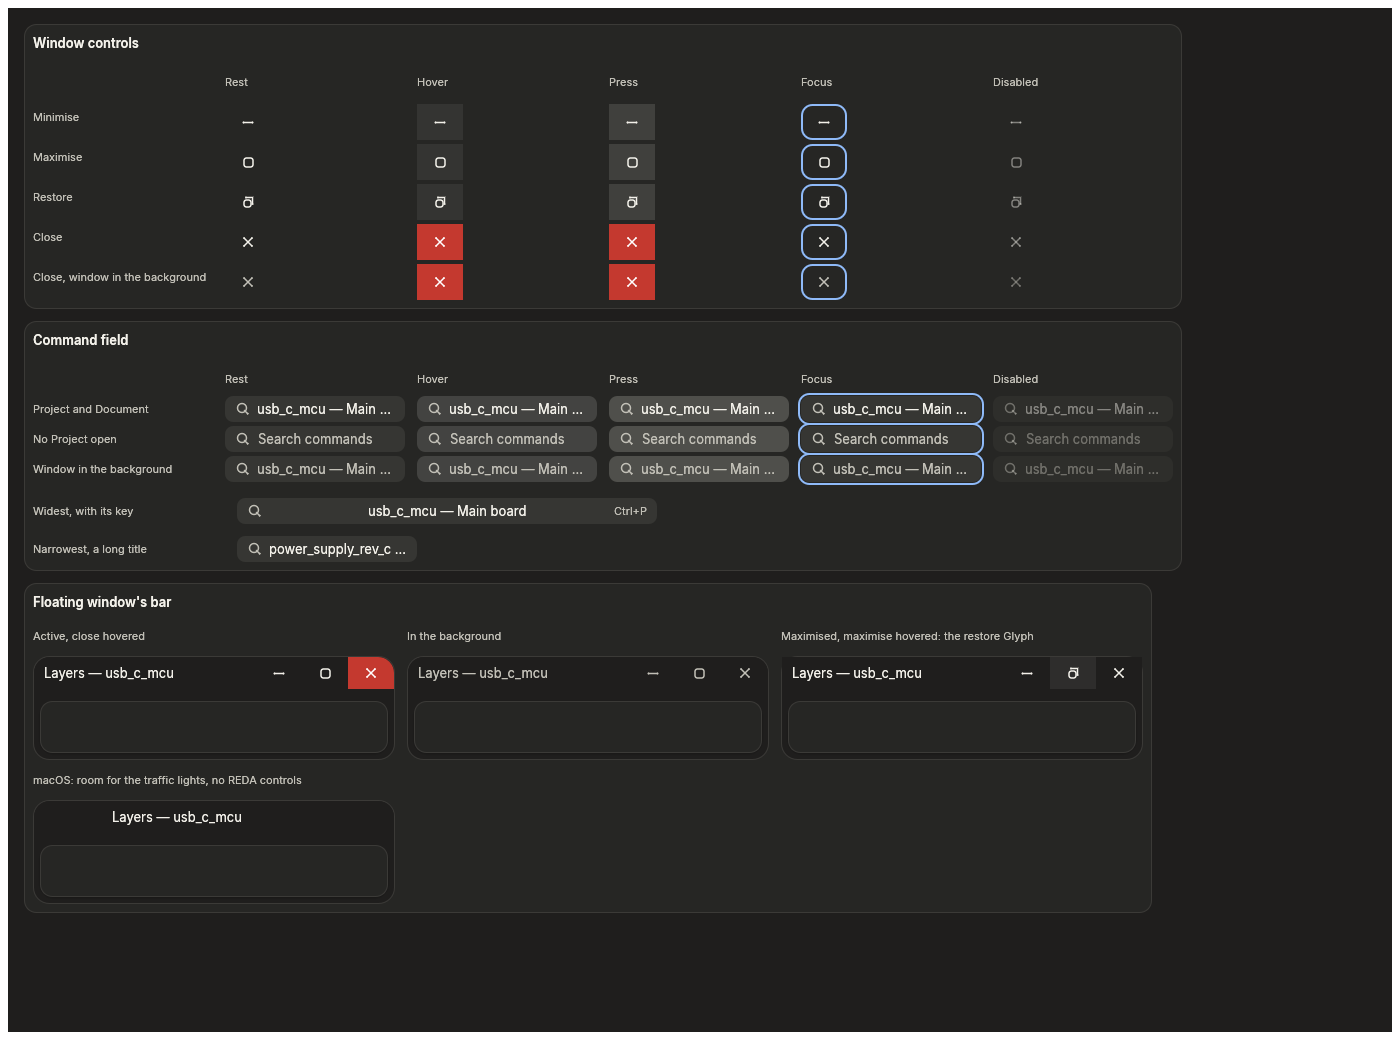 Window controls
Rest Hover Press Focus Disabled
Minimise
Maximise
Restore
Close
Close, window in the background
Command field
Rest Hover Press Focus Disabled
Project and Document usb_c_mcu — Main ... usb_c_mcu — Main ... usb_c_mcu — Main ... usb_c_mcu — Main ... usb_c_mcu — Main ...
No Project open Search commands Search commands Search commands Search commands Search commands
Window in the background usb_c_mcu — Main ... usb_c_mcu — Main ... usb_c_mcu — Main ... usb_c_mcu — Main ... usb_c_mcu — Main ...
Widest, with its key usb_c_mcu — Main board Ctrl+P
Narrowest, a long title power_supply_rev_c ...
Floating window's bar
Active, close hovered In the background Maximised, maximise hovered: the restore Glyph
Layers — usb_c_mcu Layers — usb_c_mcu Layers — usb_c_mcu
macOS: room for the traffic lights, no REDA controls
Layers — usb_c_mcu